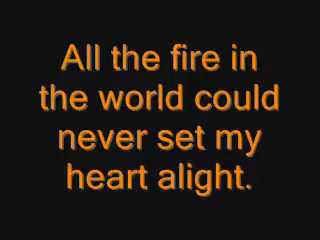 All the fire in
the world could
never set my
heart alight.